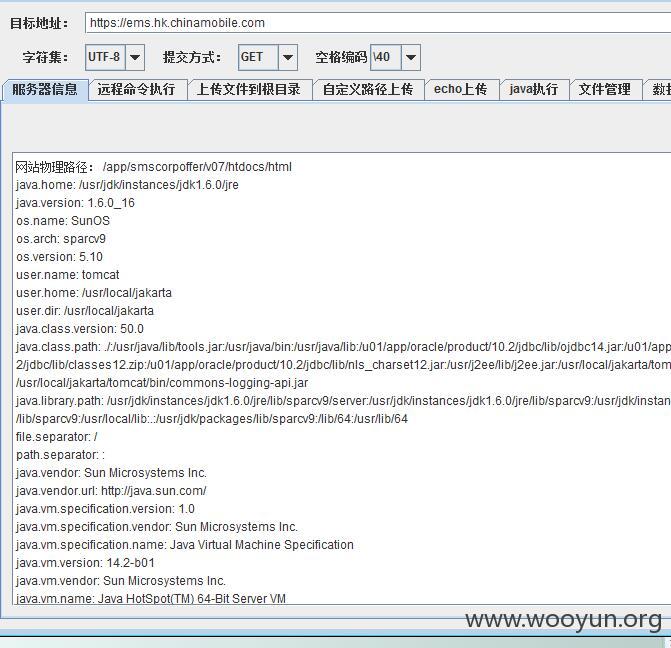 目标地址： https://ems.hk.chinamobile.com
字符集： UTF-8 提交方式： GET 空格编码 \40
服务器信息 远程命令执行 上传文件到根目录 自定义路径上传 echo上传 java执行 文件管理
网站物理路径： /app/smscorpoffer/v07/htdocs/html
java.home: /usr/jdk/instances/jdk1.6.0/jre
java.version: 1.6.0_16
os.name: SunOS
os.arch: sparcv9
os.version: 5.10
user.name: tomcat
user.home: /usr/local/jakarta
user.dir: /usr/local/jakarta
java.class.version: 50.0
java.class.path: ./:/usr/java/lib/tools.jar:/usr/java/bin:/usr/java/lib:/u01/app/oracle/product/10.2/jdbc/lib/ojdbc14.jar:/u01/app
2/jdbc/lib/classes12.zip:/u01/app/oracle/product/10.2/jdbc/lib/nls_charset12.jar:/usr/j2ee/lib/j2ee.jar:/usr/local/jakarta/tom
/usr/local/jakarta/tomcat/bin/commons-logging-api.jar
java.library.path: /usr/jdk/instances/jdk1.6.0/jre/lib/sparcv9/server:/usr/jdk/instances/jdk1.6.0/jre/lib/sparcv9:/usr/jdk/instan
/lib/sparcv9:/usr/local/lib:.:/usr/jdk/packages/lib/sparcv9:/lib/64:/usr/lib/64
file.separator: /
path.separator: :
java.vendor: Sun Microsystems Inc.
java.vendor.url: http://java.sun.com/
java.vm.specification.version: 1.0
java.vm.specification.vendor: Sun Microsystems Inc.
java.vm.specification.name: Java Virtual Machine Specification
java.vm.version: 14.2-b01
java.vm.vendor: Sun Microsystems Inc.
java.vm.name: Java HotSpot(TM) 64-Bit Server VM
www.wooyun.org